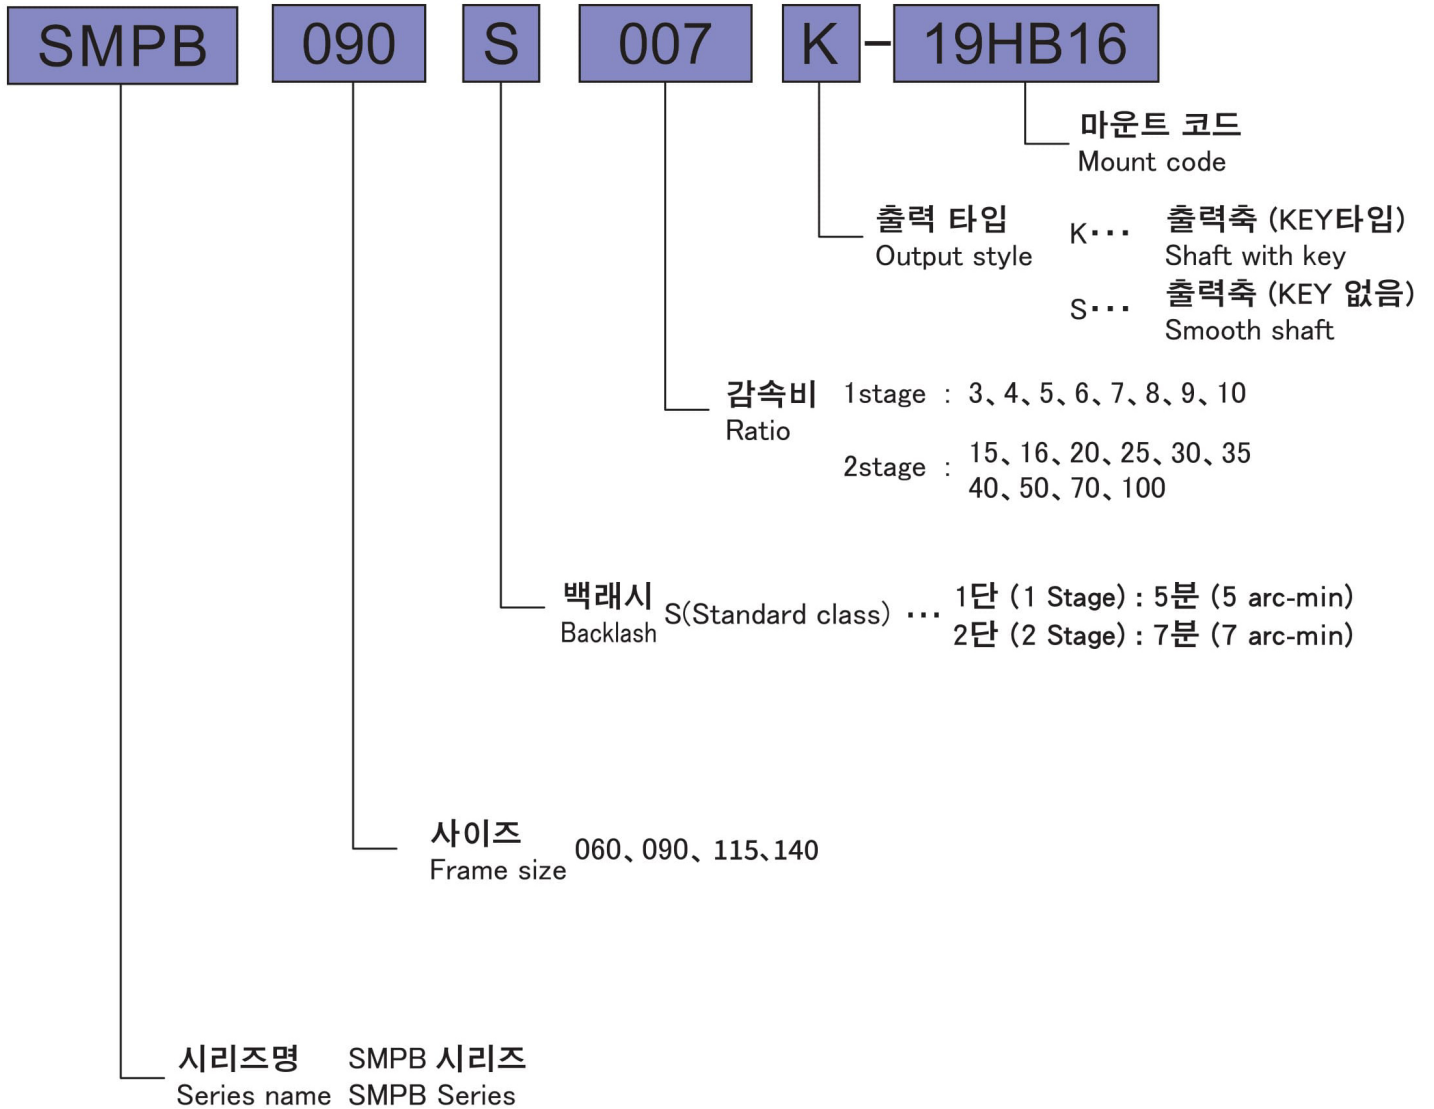 SMPB 090 S 007 K - 19HB16
마운트 코드
Mount code
출력 타입 K··· 출력축 (KEY타입)
Output style Shaft with key
S··· 출력축 (KEY 없음)
Smooth shaft
감속비 1stage : 3、4、5、6、7、8、9、10
Ratio
2stage : 15、16、20、25、30、35
40、50、70、100
백래시 S(Standard class) ··· 1단 (1 Stage) : 5분 (5 arc-min)
Backlash 2단 (2 Stage) : 7분 (7 arc-min)
사이즈 060、090、115、140
Frame size
시리즈명 SMPB 시리즈
Series name SMPB Series